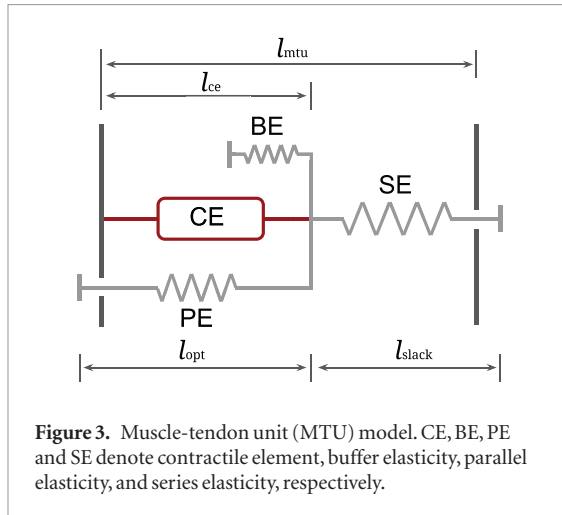 lmtu
lce
BE
SE
CE
PE
lopt
lslack
Figure 3. Muscle-tendon unit (MTU) model. CE, BE, PE
and SE denote contractile element, buffer elasticity, parallel
elasticity, and series elasticity, respectively.